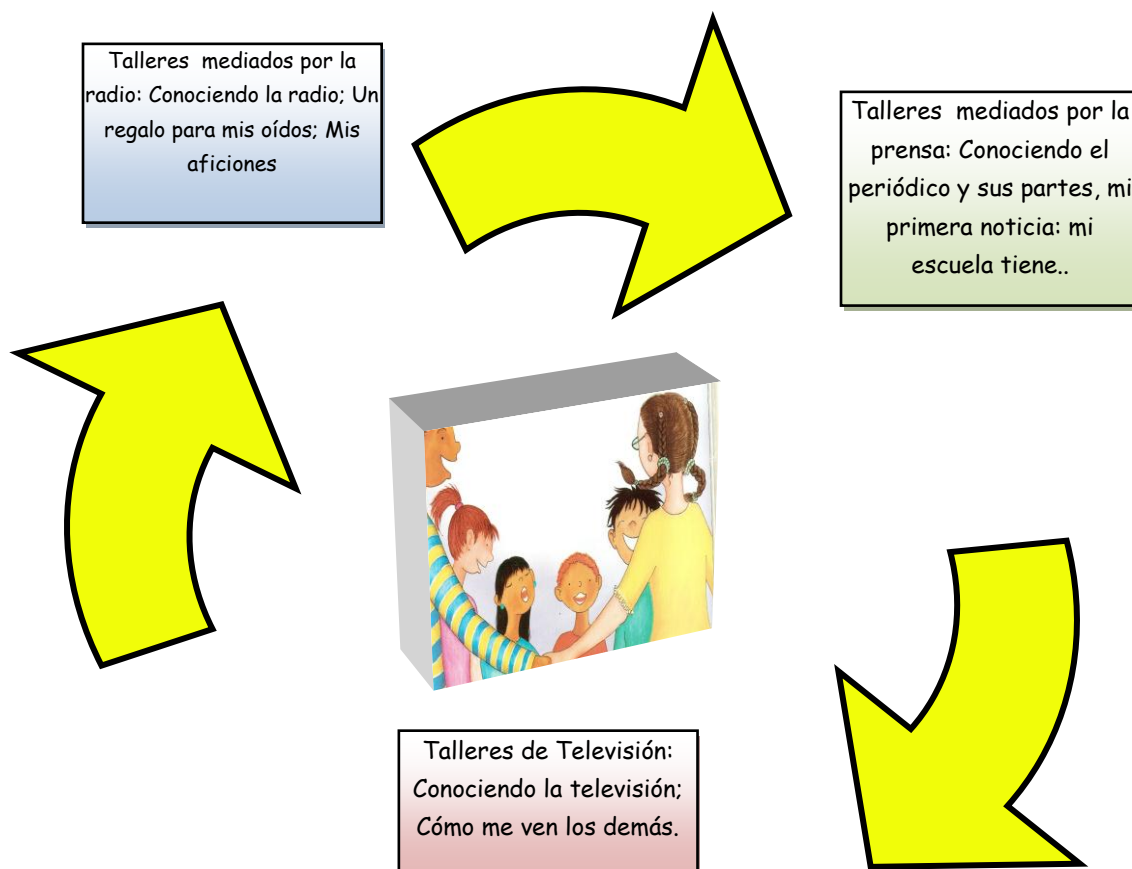 Talleres mediados por la
radio: Conociendo la radio; Un
regalo para mis oídos; Mis
aficiones
Talleres mediados por la
prensa: Conociendo el
periódico y sus partes, mi
primera noticia: mi
escuela tiene..
Talleres de Televisión:
Conociendo la televisión;
Cómo me ven los demás.